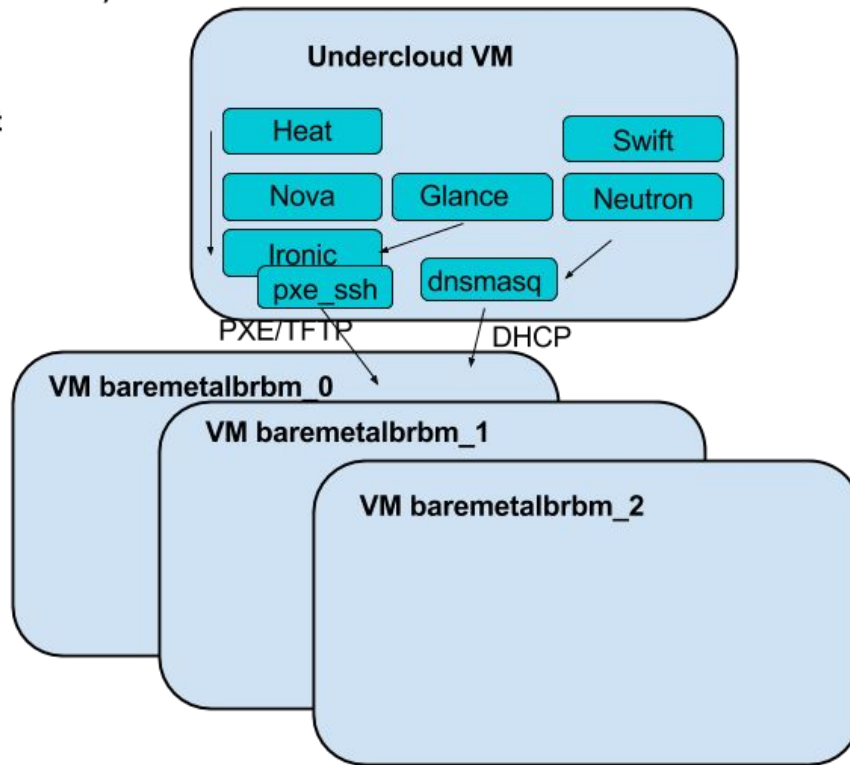 Undercloud VM
Heat
Swift
Nova
Glance
Neutron
Ironic
pxe_ssh
dnsmasq
PXE/TFTP
DHCP
VM baremetalbrbm_0
VM baremetalbrbm_1
VM baremetalbrbm_2